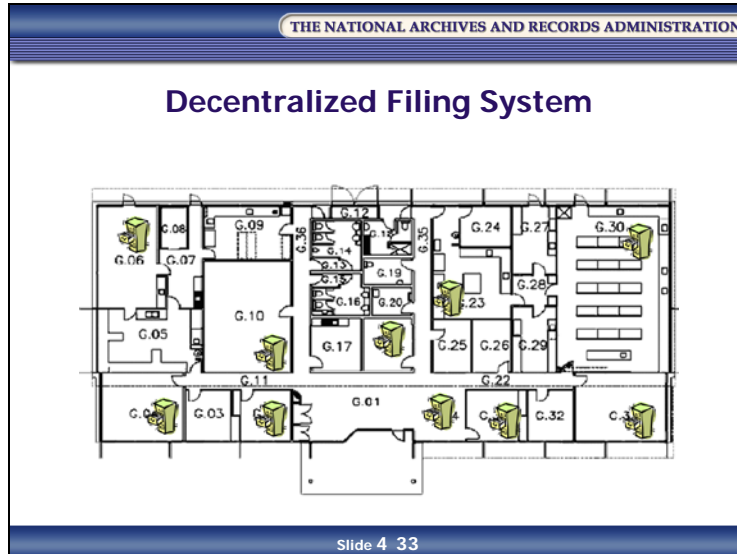 THE NATIONAL ARCHIVES AND RECORDS ADMINISTRATION
Decentralized Filing System
G.12
G.06
G.08
G.07
G.09
G.36
G.14
G.13
G.15
G.19
G.16
G.20
G.35
G.24
G.27
G.30
G.23
G.28
G.05
G.10
G.17
G.25
G.26
G.29
G.11
G.22
G.03
G.01
G.32
Slide 4 33